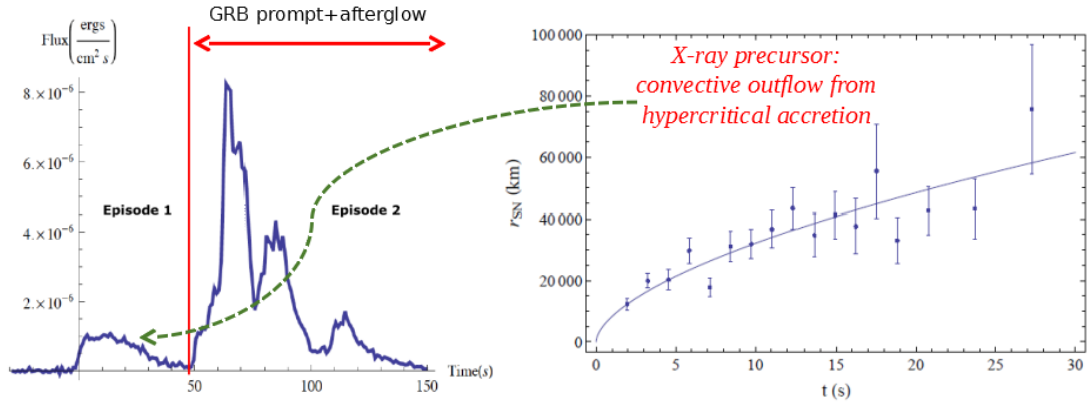 GRB prompt+afterglow
Flux(ergs/cm² s)
8.×10⁻⁶
6.×10⁻⁶
4.×10⁻⁶
2.×10⁻⁶
Episode 1
Episode 2
50
100
150
Time(s)
X-ray precursor:
convective outflow from
hypercritical accretion
100 000
80 000
60 000
40 000
20 000
0
r_SN (km)
0
5
10
15
20
25
30
t (s)